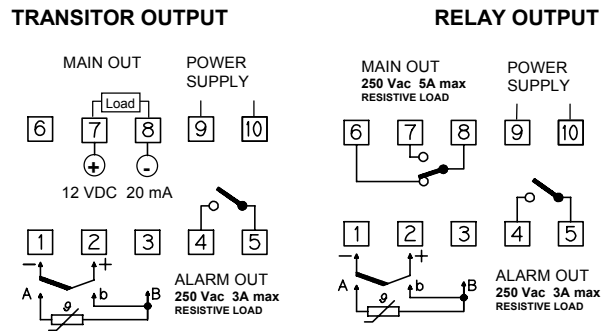 TRANSITOR OUTPUT
MAIN OUT
POWER
SUPPLY
Load
6 7 8 9 10
+ -
12 VDC 20 mA
1 2 3 4 5
- +
A b B
ϑ
ALARM OUT
250 Vac 3A max
RESISTIVE LOAD
RELAY OUTPUT
MAIN OUT
250 Vac 5A max
RESISTIVE LOAD
POWER
SUPPLY
6 7 8 9 10
1 2 3 4 5
- +
A b B
ϑ
ALARM OUT
250 Vac 3A max
RESISTIVE LOAD